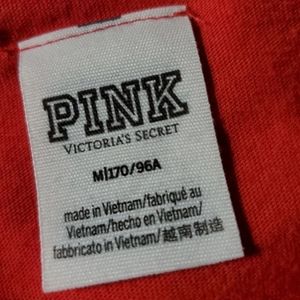 PINK
VICTORIA'S SECRET
M|170/96A
made in Vietnam/fabriqué au
Vietnam/hecho en Vietnam/
fabbricato in Vietnam/越南制造